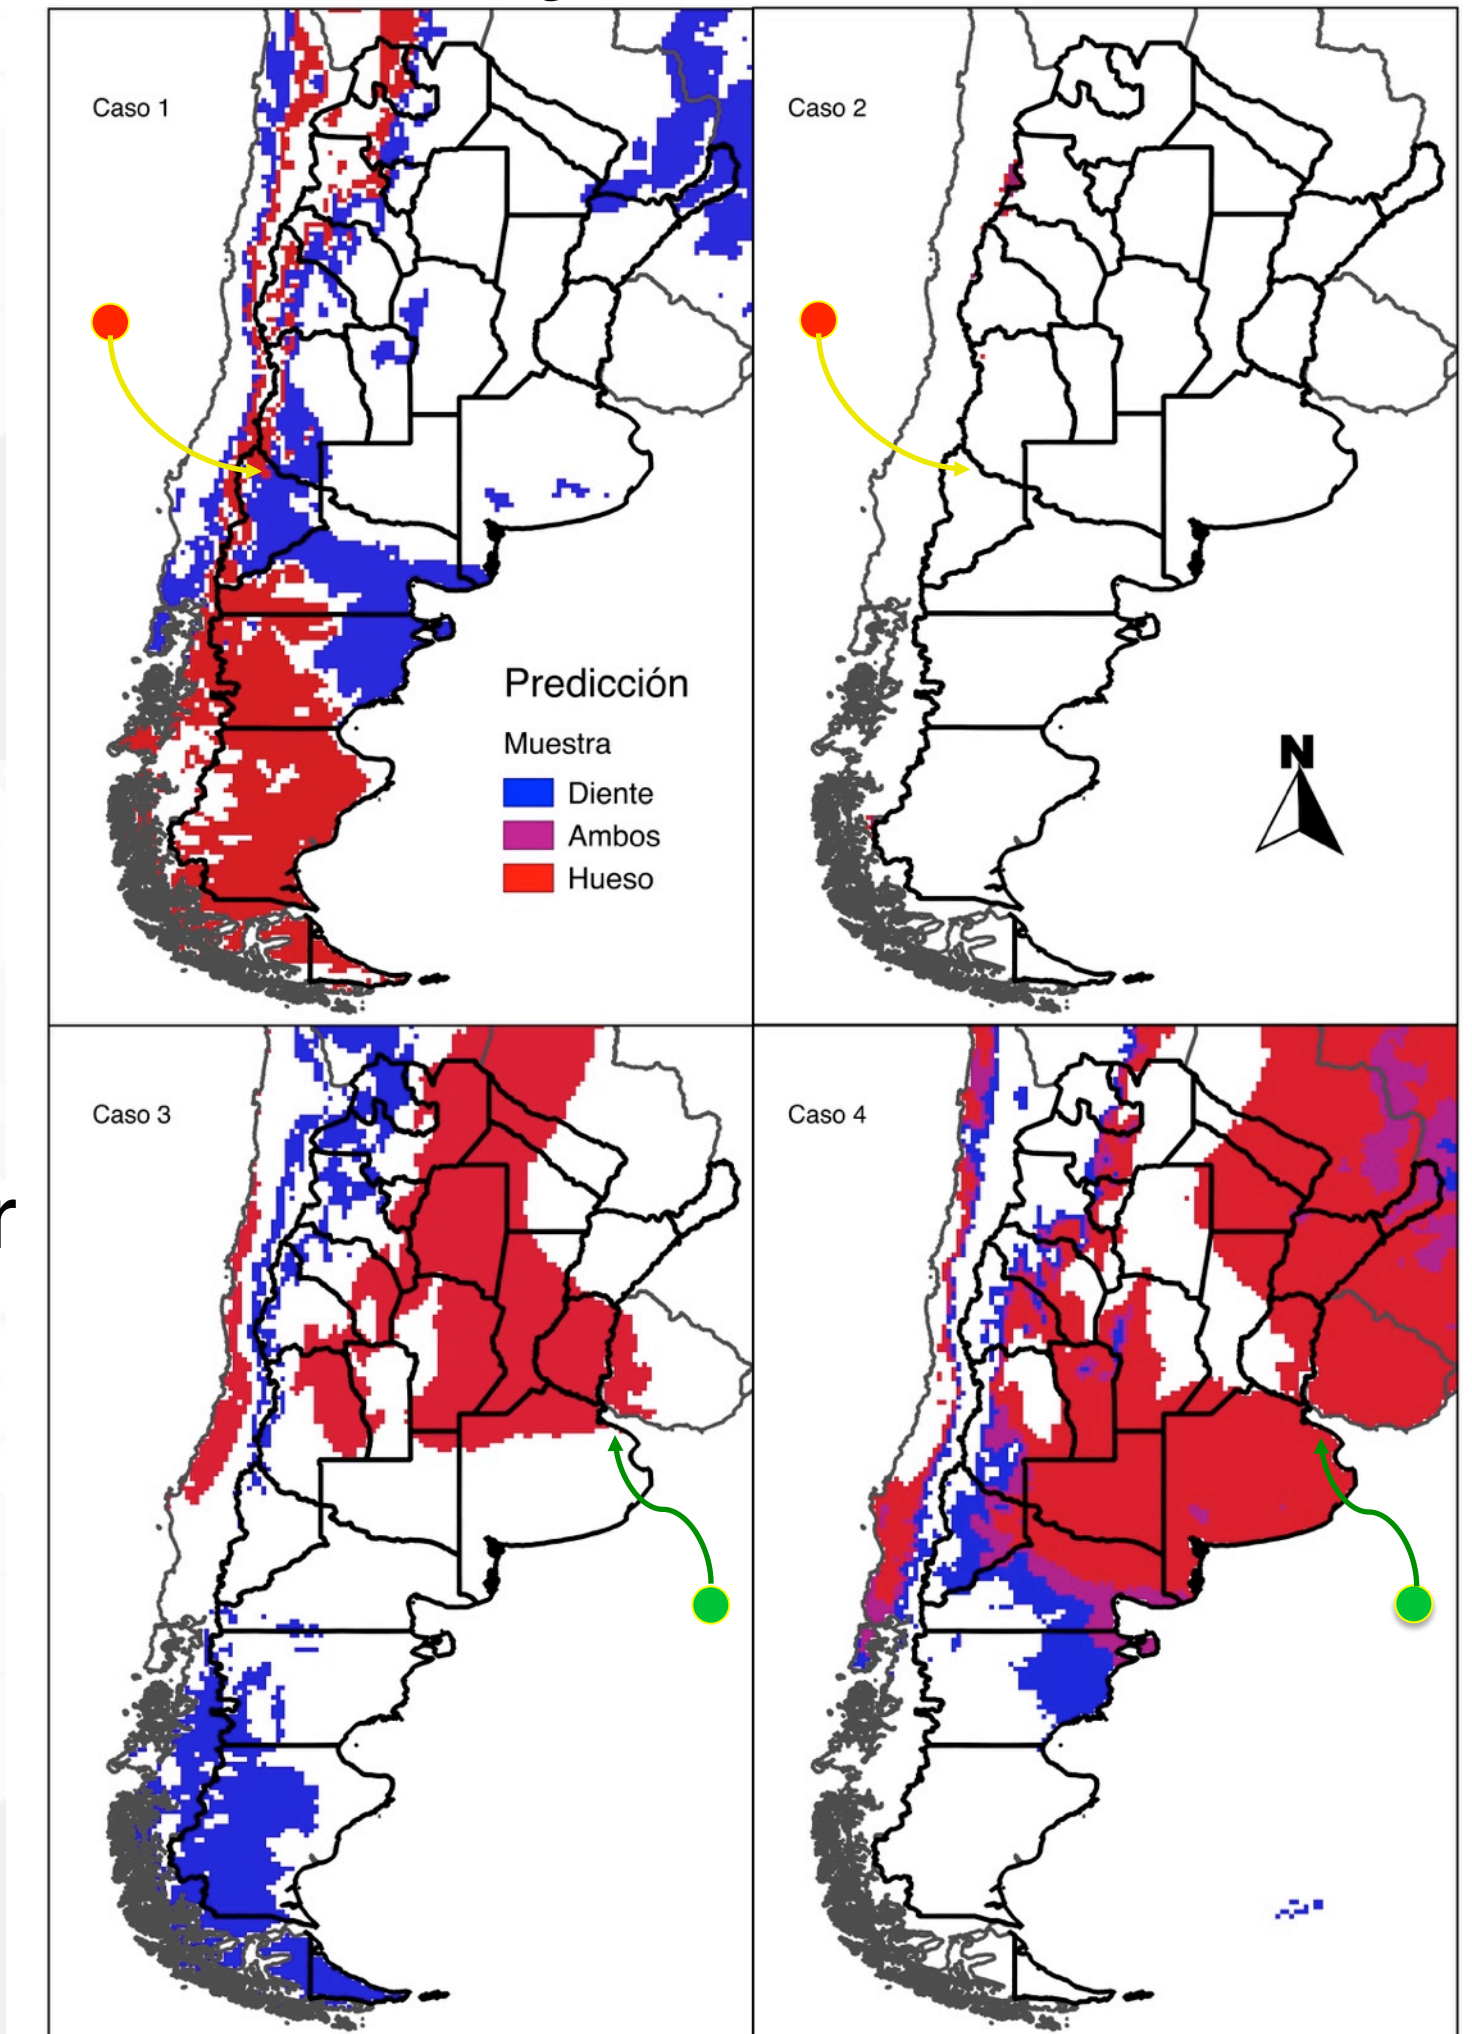 Caso 1
Caso 2
Predicción
Muestra
Diente
Ambos
Hueso
N
Caso 3
Caso 4
r